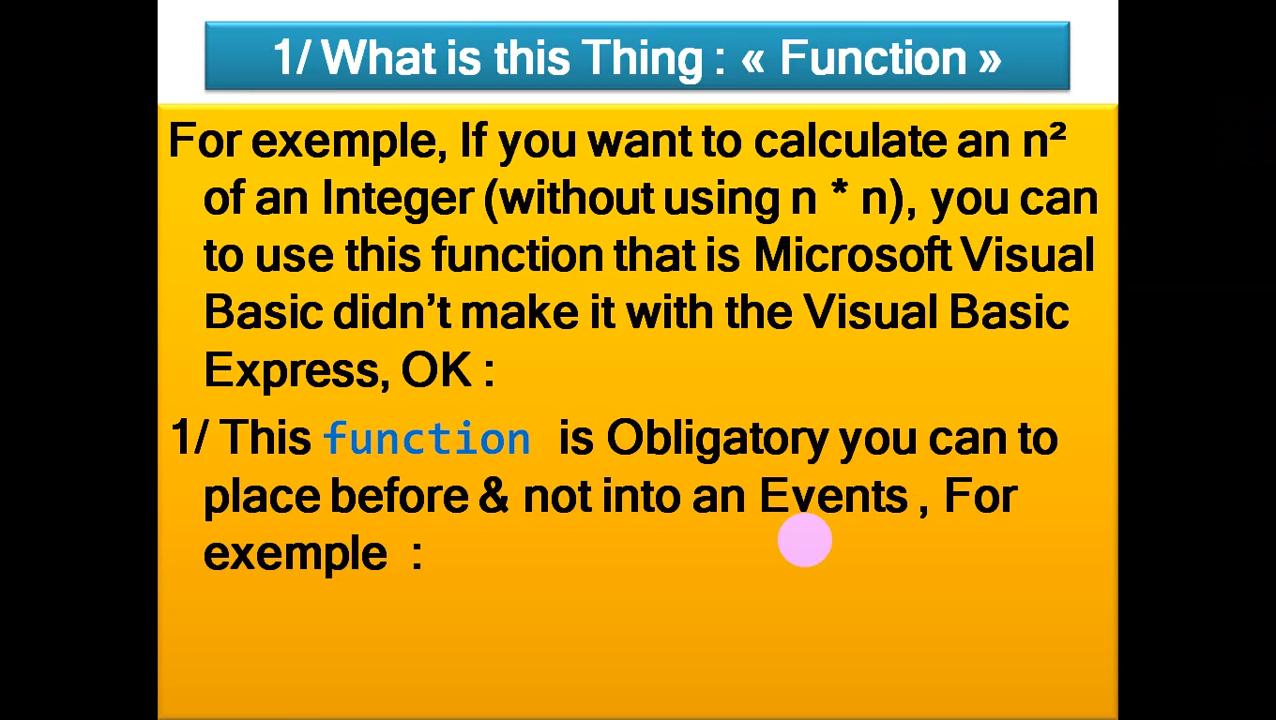 1/ What is this Thing : « Function »
For exemple, If you want to calculate an n²
of an Integer (without using n * n), you can
to use this function that is Microsoft Visual
Basic didn’t make it with the Visual Basic
Express, OK :
1/ This function is Obligatory you can to
place before & not into an Events , For
exemple :